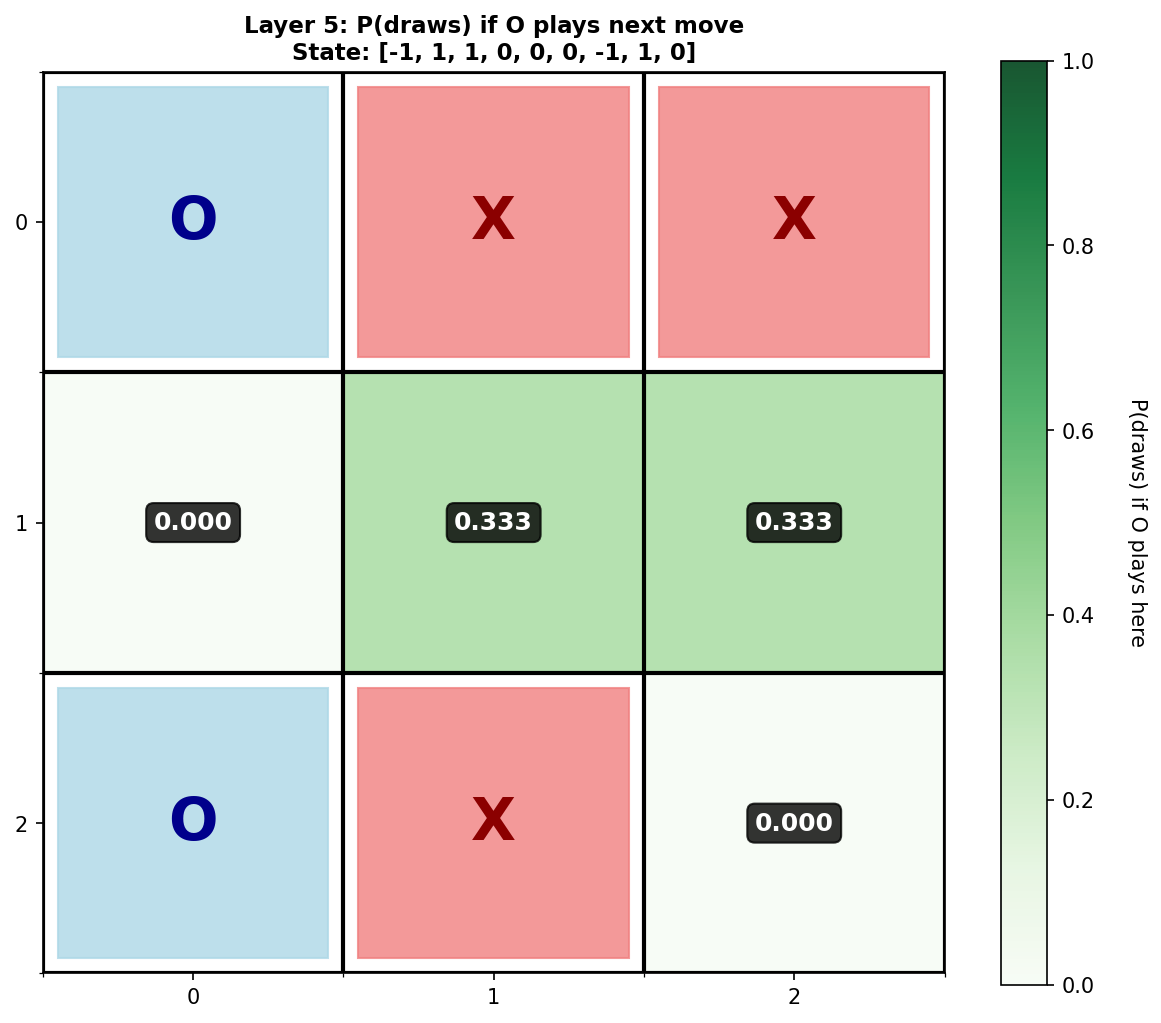 Layer 5: P(draws) if O plays next move
State: [-1, 1, 1, 0, 0, 0, -1, 1, 0]
O X X
0
0.000 0.333 0.333
1
O X 0.000
2
0 1 2
1.0
0.8
0.6
0.4
0.2
0.0
P(draws) if O plays here